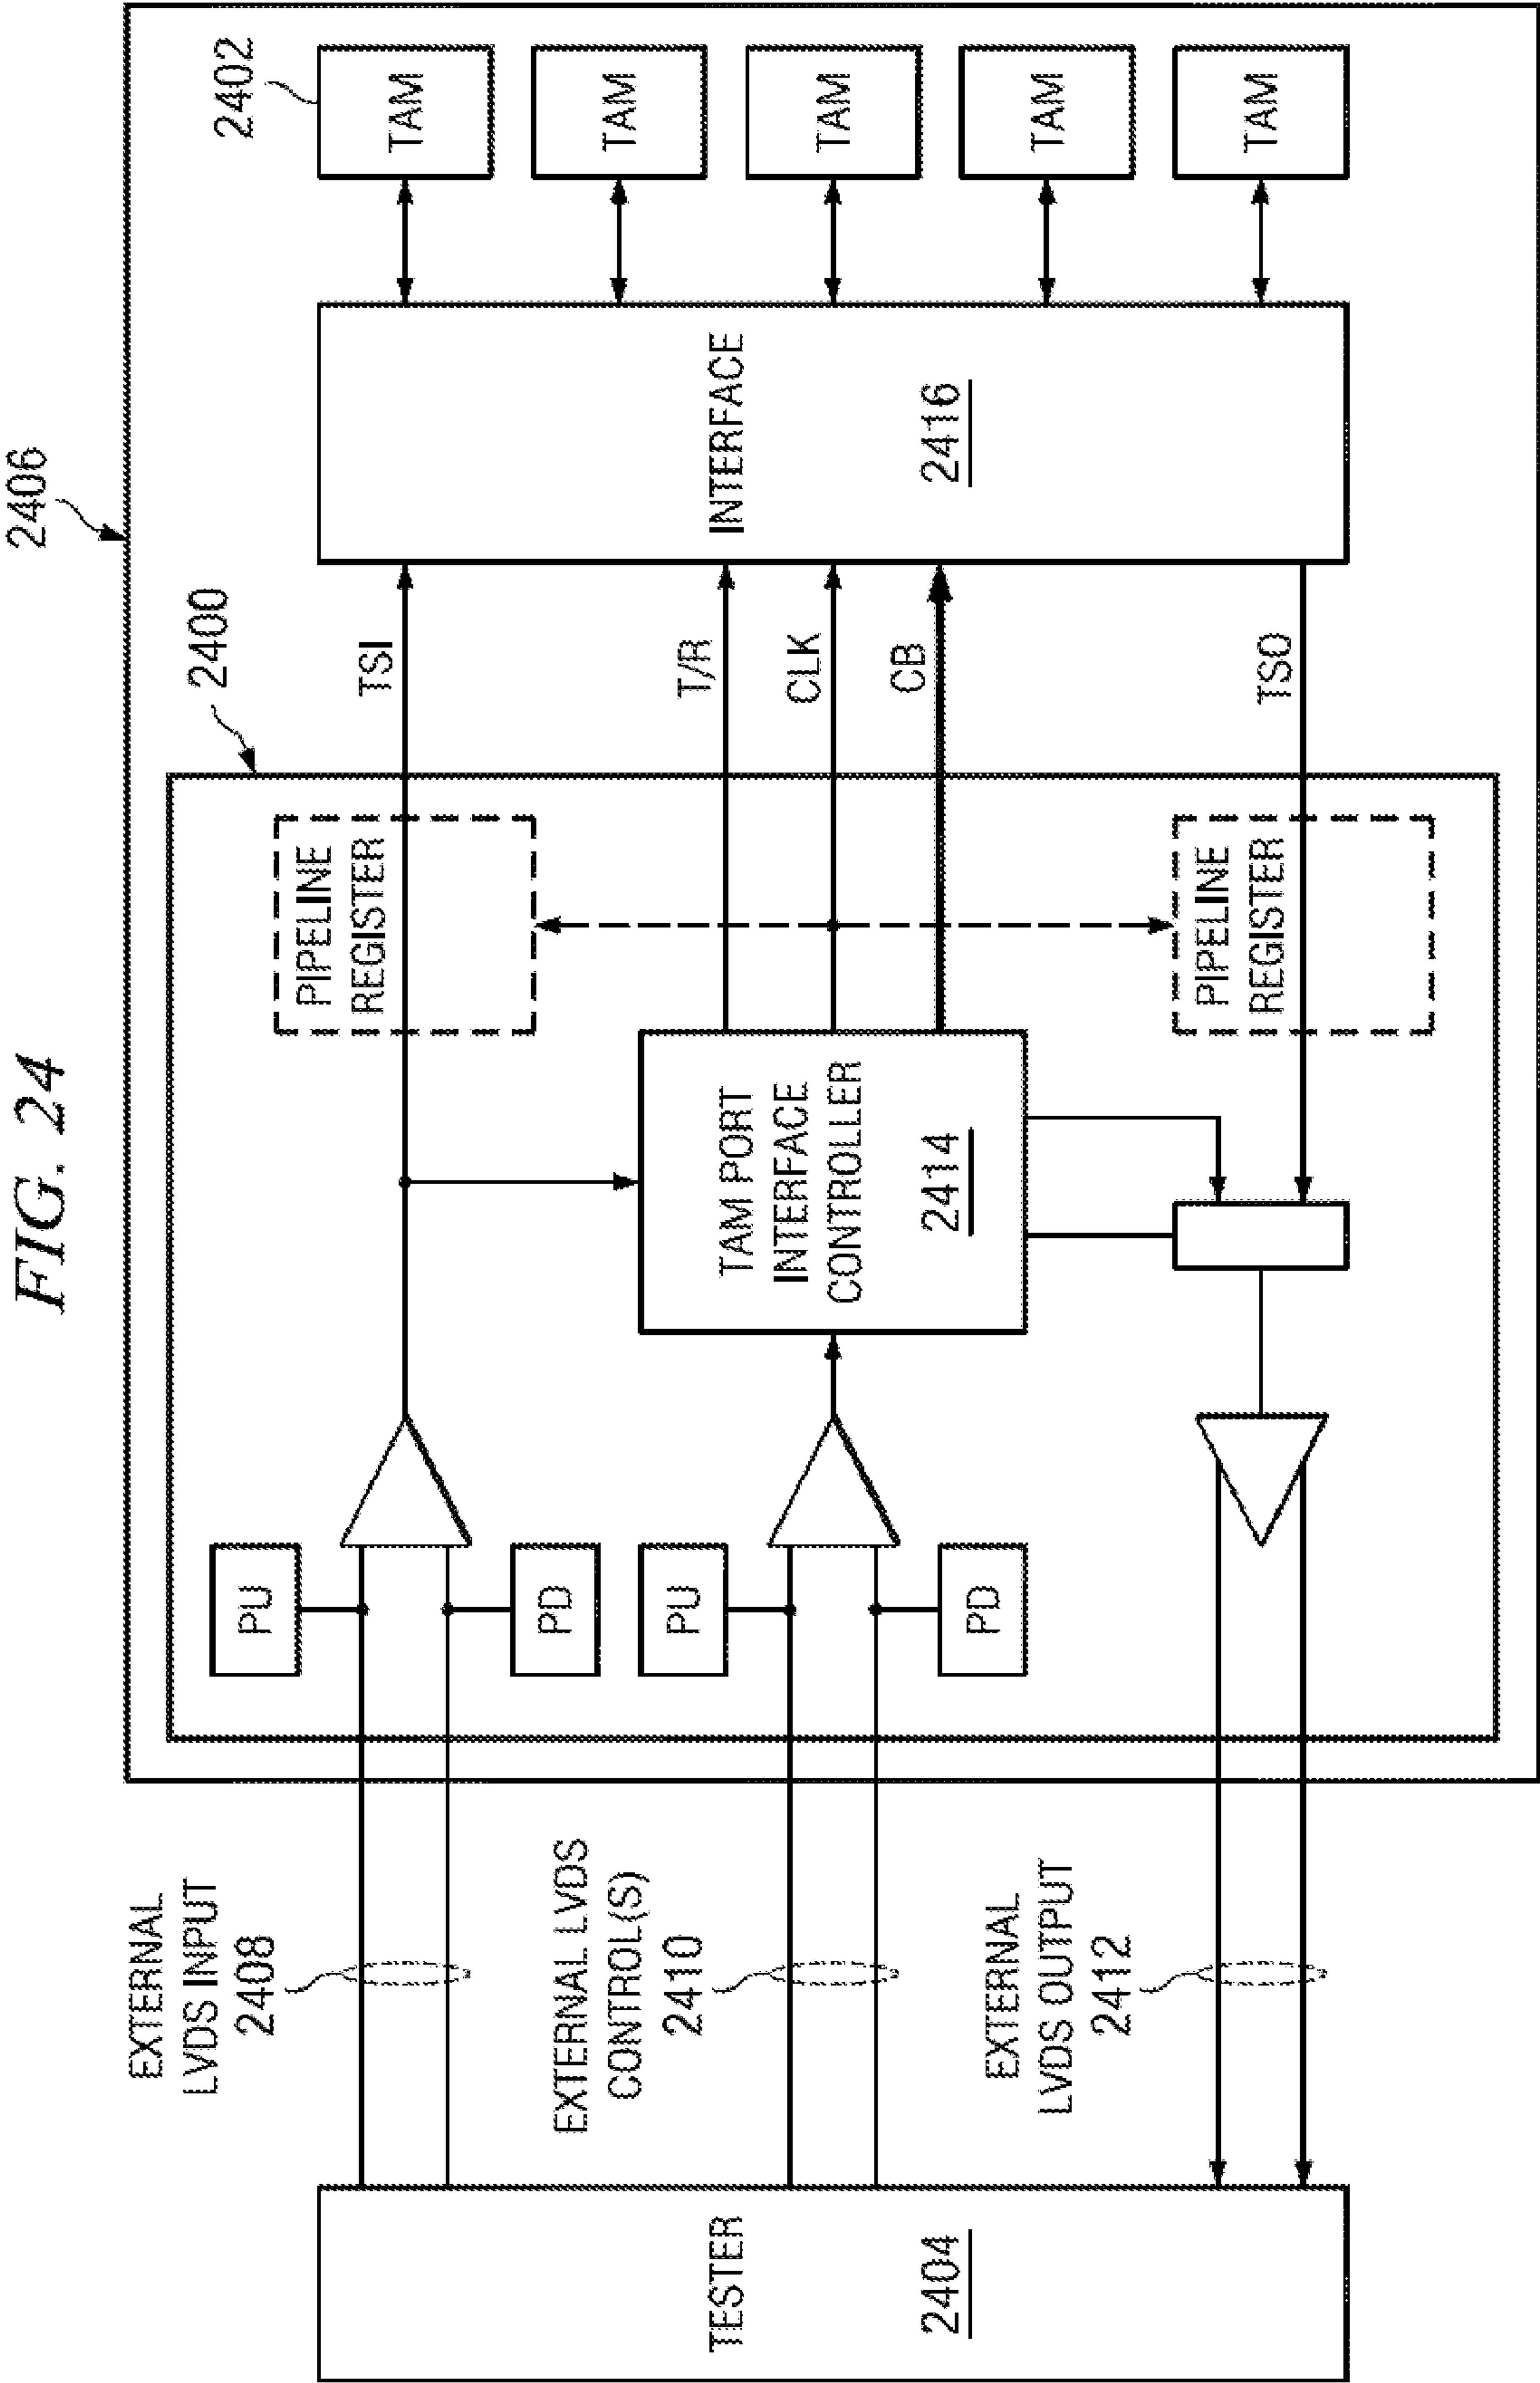 FIG. 24
2406
2400
2402
EXTERNAL
LVDS INPUT
2408
PU
PD
PIPELINE
REGISTER
TSI
TAM
TAM
TAM
TAM
TAM
TESTER
2404
EXTERNAL LVDS
CONTROL(S)
2410
PU
PD
TAM PORT
INTERFACE
CONTROLLER
2414
T/R
CLK
CB
INTERFACE
2416
EXTERNAL
LVDS OUTPUT
2412
PIPELINE
REGISTER
TSO